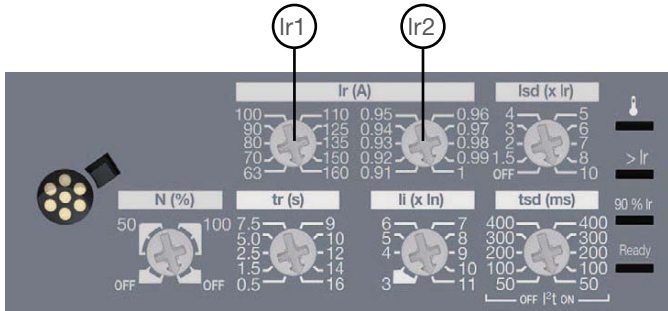 Ir1 Ir2
Ir (A)
100 110
90 125
80 135
70 150
63 160
0.95 0.96
0.94 0.97
0.93 0.98
0.92 0.99
0.91 1
Isd (x Ir)
4 5
3 6
2 7
1.5 8
OFF 10
> Ir
90 % Ir
Ready
N (%)
50 100
OFF OFF
tr (s)
7.5 9
5.0 10
2.5 12
1.5 14
0.5 16
Ii (x In)
6 7
5 8
4 9
10
3 11
tsd (ms)
400 400
300 300
200 200
100 100
50 50
OFF I²t ON